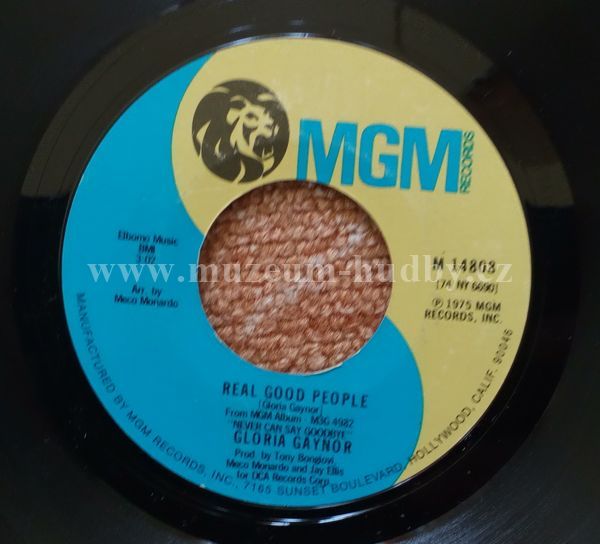 MGM
RECORDS
Elbomo Music
BMI
3:02
Arr. by
Meco Monardo
M 14808
[74 NY 6690]
℗ 1975 MGM
RECORDS, INC.
www.muzeum-hudby.cz
REAL GOOD PEOPLE
(Gloria Gaynor)
From MGM Album - M3G 4982
"NEVER CAN SAY GOODBYE"
GLORIA GAYNOR
Prod. by Tony Bongiovi
Meco Monardo and Jay Ellis
for DCA Records Corp.
MANUFACTURED BY MGM RECORDS, INC., 7165 SUNSET BOULEVARD, HOLLYWOOD, CALIF. 90046